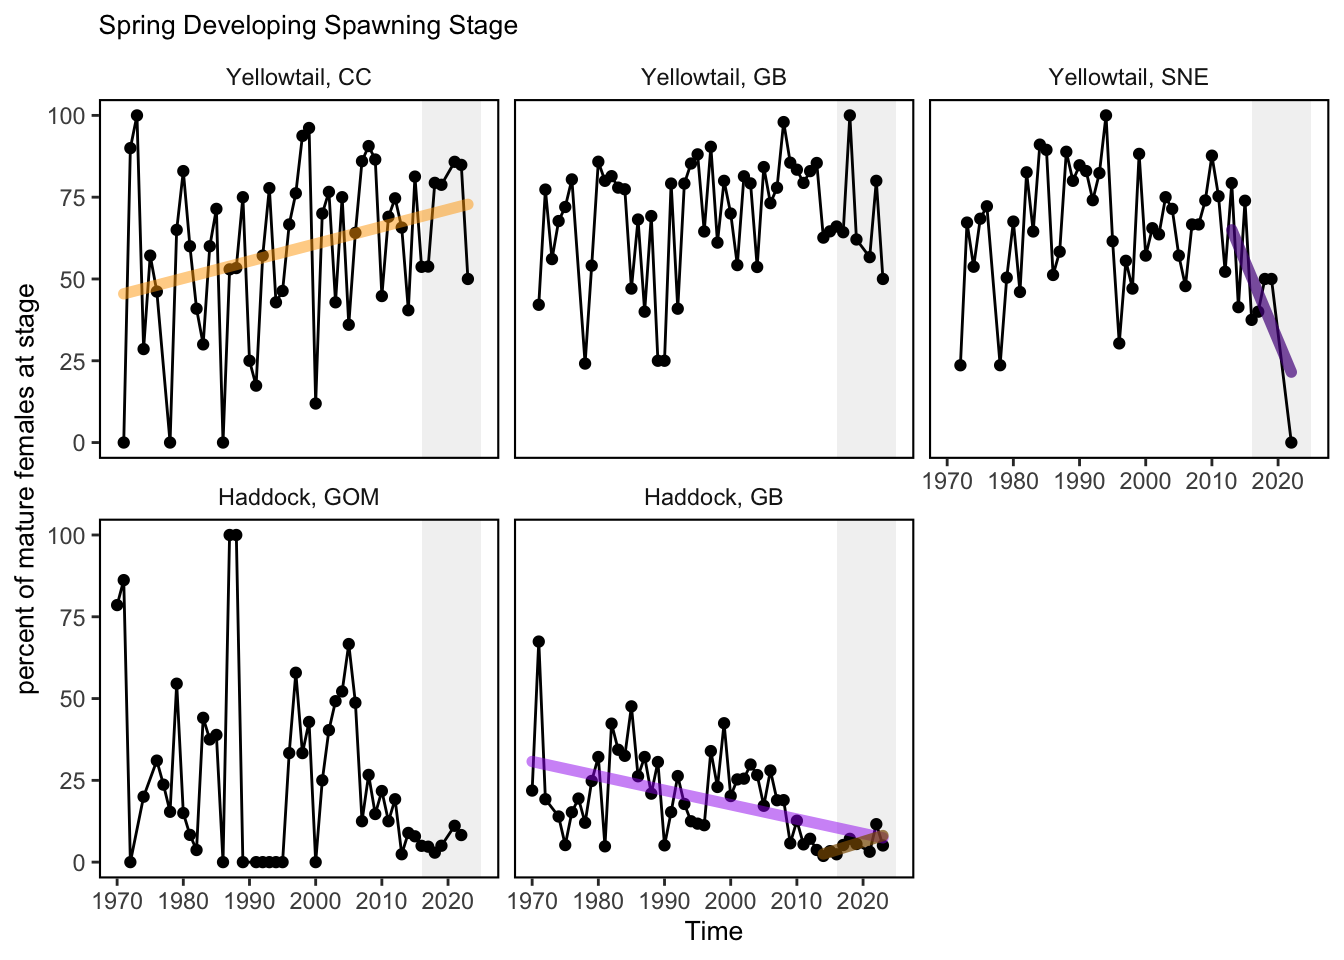 Spring Developing Spawning Stage
Yellowtail, CC
Yellowtail, GB
Yellowtail, SNE
100
75
50
25
0
1970 1980 1990 2000 2010 2020
Haddock, GOM
Haddock, GB
100
75
50
25
0
1970 1980 1990 2000 2010 2020
1970 1980 1990 2000 2010 2020
percent of mature females at stage
Time